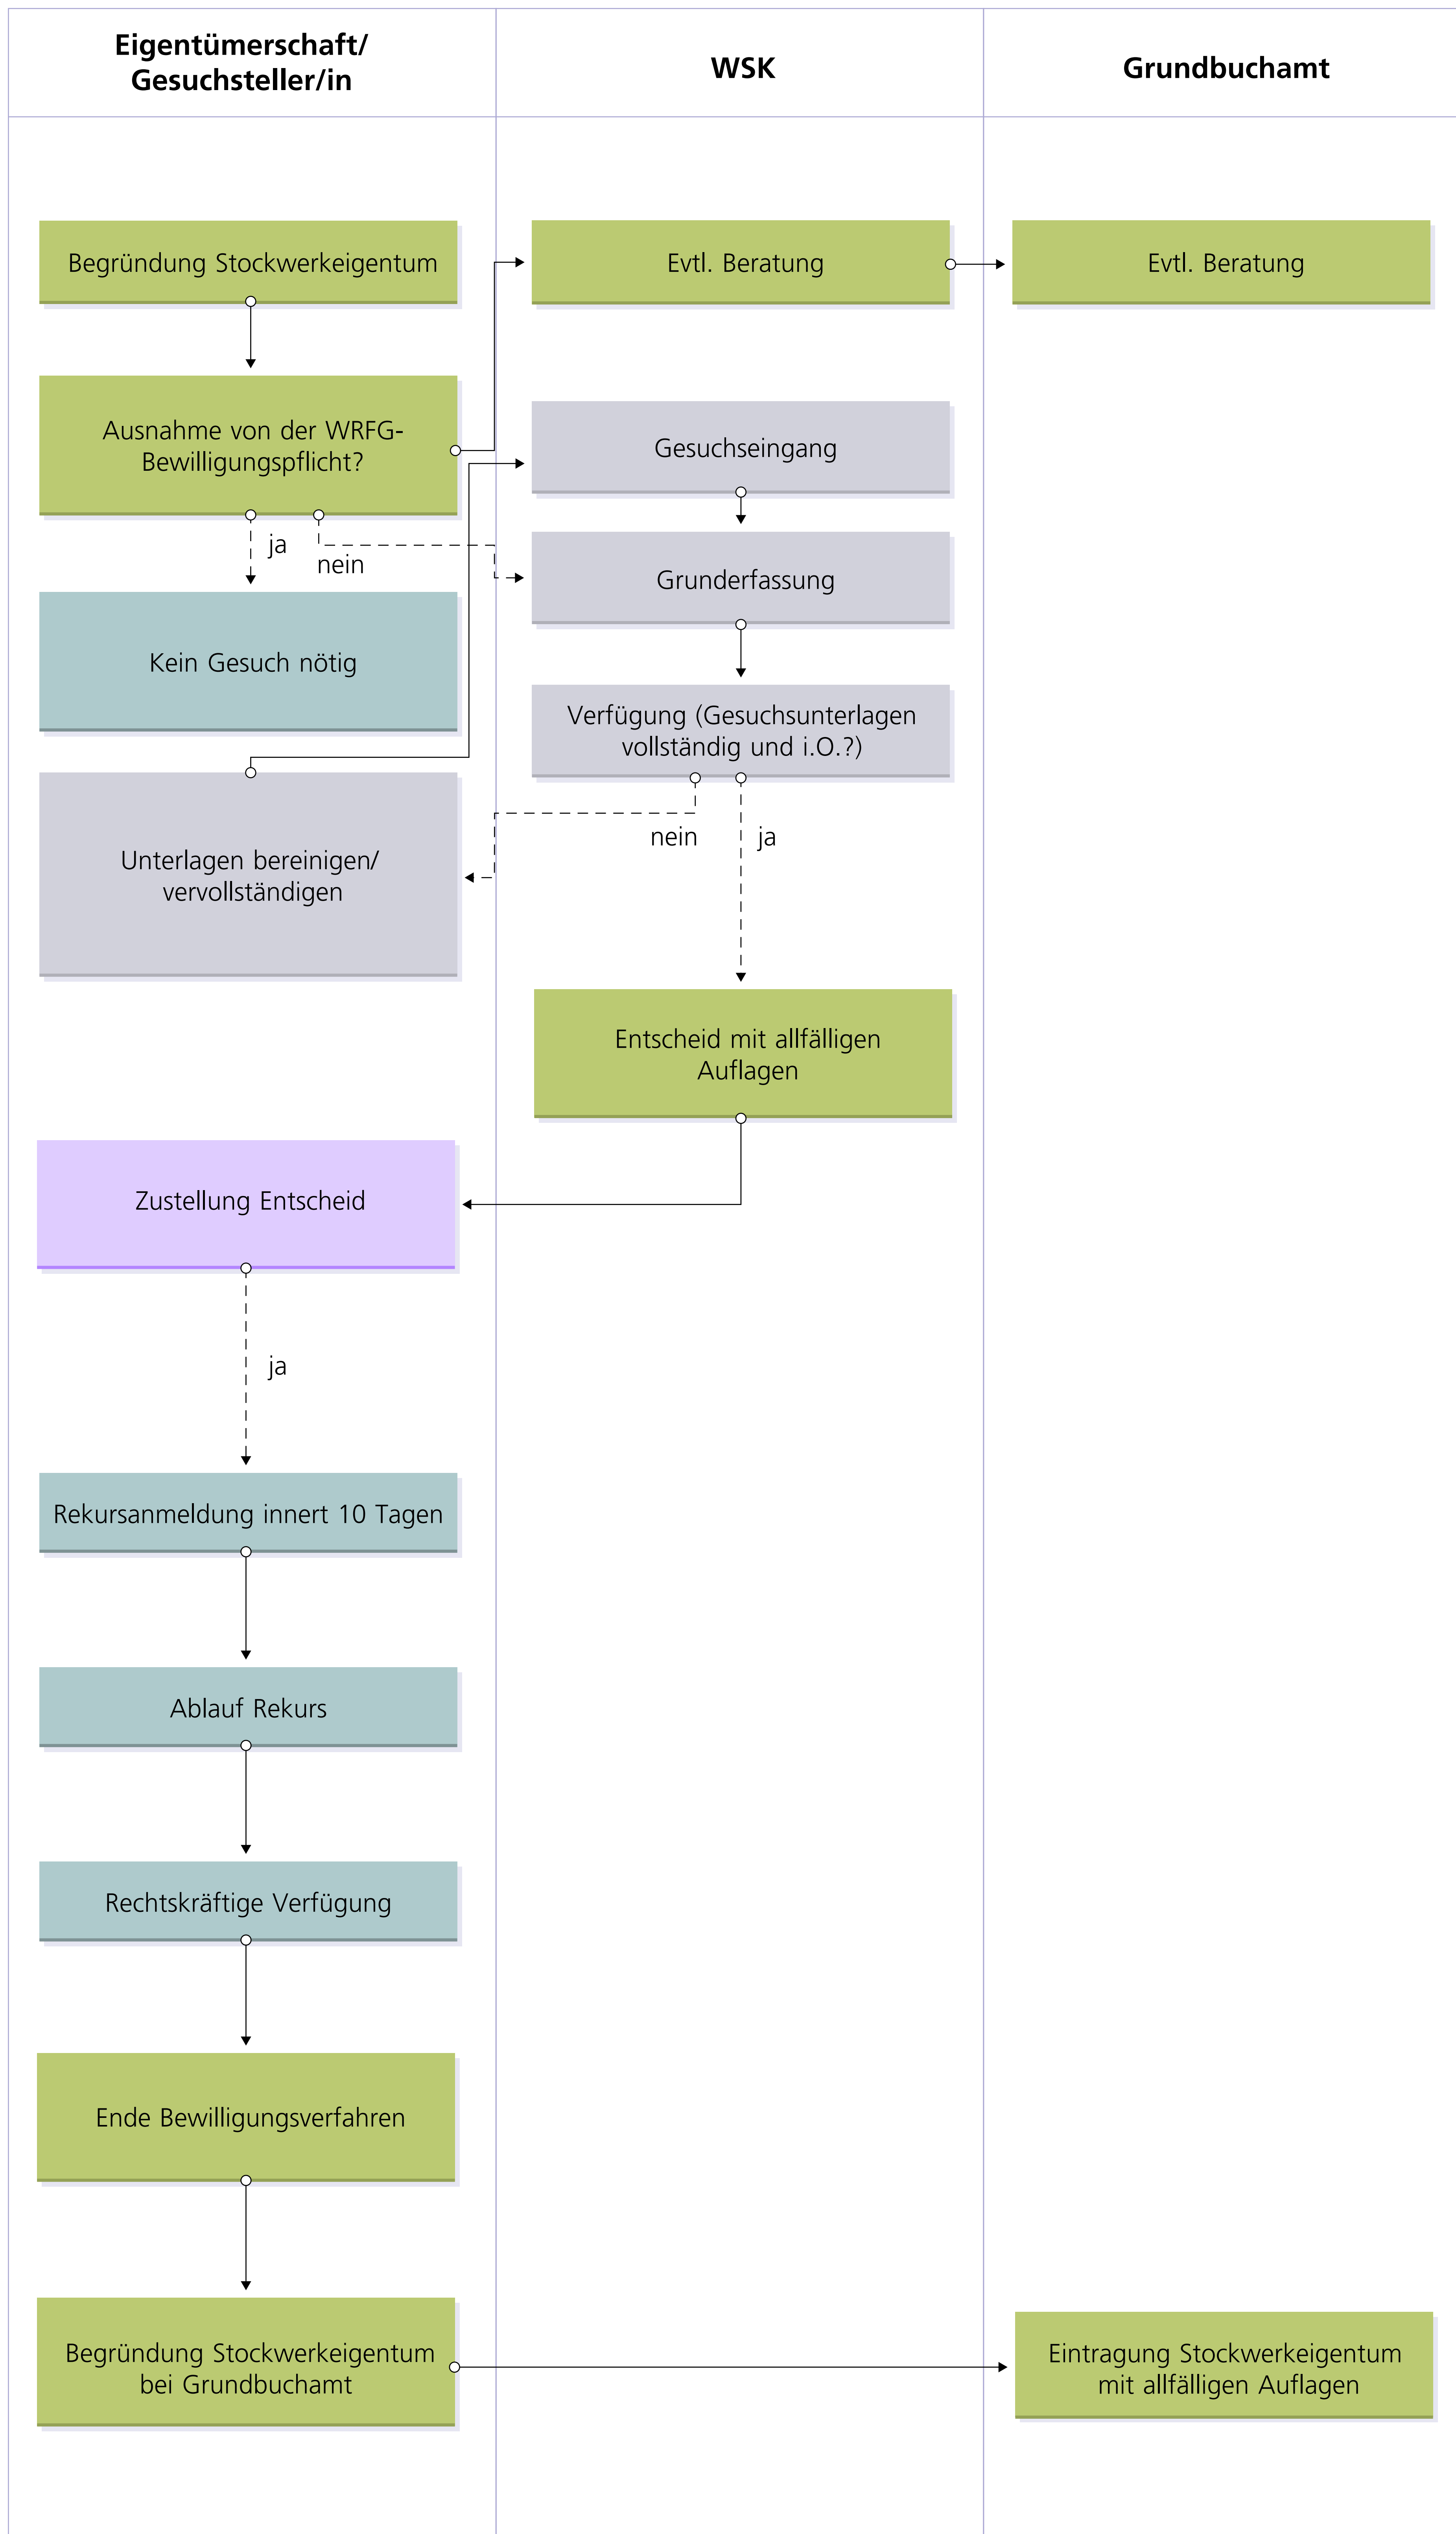 Eigentümerschaft/
Gesuchsteller/in
WSK
Grundbuchamt
Begründung Stockwerkeigentum
Evtl. Beratung
Evtl. Beratung
Ausnahme von der WRFG-
Bewilligungspflicht?
Gesuchseingang
ja
nein
Grunderfassung
Kein Gesuch nötig
Verfügung (Gesuchsunterlagen
vollständig und i.O.?)
nein
ja
Unterlagen bereinigen/
vervollständigen
Entscheid mit allfälligen
Auflagen
Zustellung Entscheid
ja
Rekursanmeldung innert 10 Tagen
Ablauf Rekurs
Rechtskräftige Verfügung
Ende Bewilligungsverfahren
Begründung Stockwerkeigentum
bei Grundbuchamt
Eintragung Stockwerkeigentum
mit allfälligen Auflagen